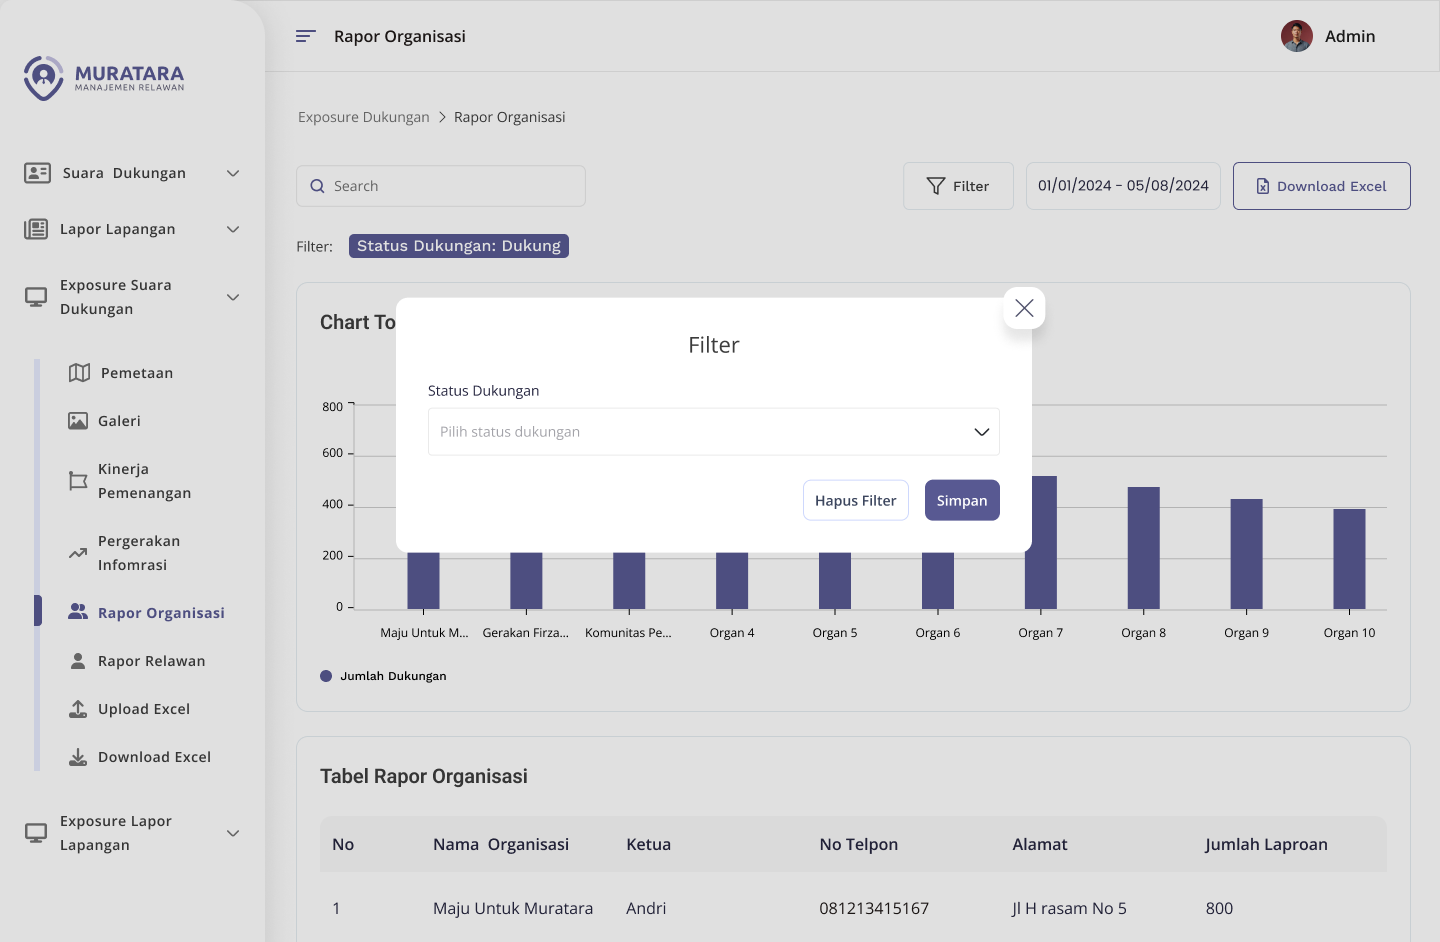 MURATARA
MANAJEMEN RELAWAN
Rapor Organisasi
Admin
Exposure Dukungan > Rapor Organisasi
Search
Filter
01/01/2024 - 05/08/2024
Download Excel
Filter:
Status Dukungan: Dukung
Suara Dukungan
Lapor Lapangan
Exposure Suara
Dukungan
Pemetaan
Galeri
Kinerja
Pemenangan
Pergerakan
Infomrasi
Rapor Organisasi
Rapor Relawan
Upload Excel
Download Excel
Exposure Lapor
Lapangan
Chart To
Filter
Status Dukungan
Pilih status dukungan
Hapus Filter
Simpan
800
600
400
200
0
Maju Untuk M...
Gerakan Firza...
Komunitas Pe...
Organ 4
Organ 5
Organ 6
Organ 7
Organ 8
Organ 9
Organ 10
Jumlah Dukungan
Tabel Rapor Organisasi
No Nama Organisasi Ketua No Telpon Alamat Jumlah Laproan
1 Maju Untuk Muratara Andri 081213415167 Jl H rasam No 5 800